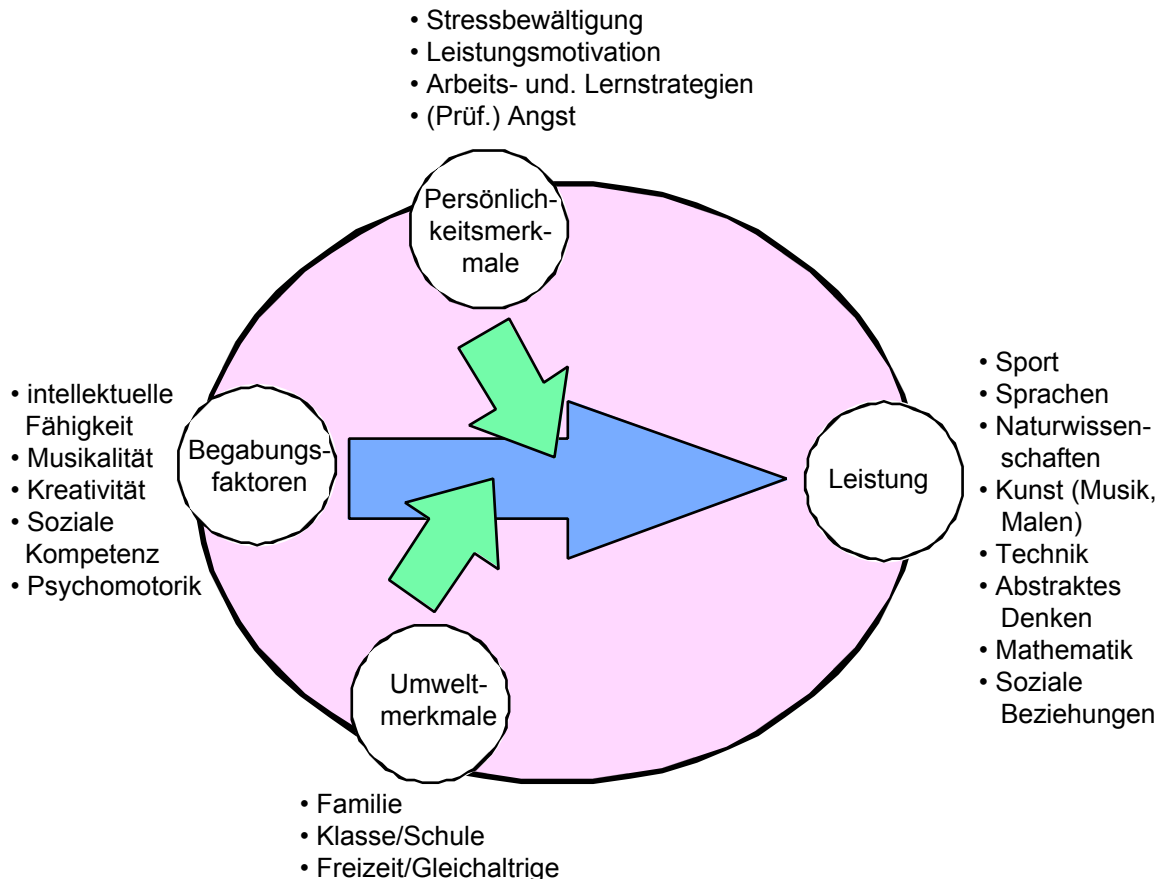 • Stressbewältigung
• Leistungsmotivation
• Arbeits- und. Lernstrategien
• (Prüf.) Angst
Persönlich-
keitsmerk-
male
• intellektuelle
Fähigkeit
• Musikalität
• Kreativität
• Soziale
Kompetenz
• Psychomotorik
Begabungs-
faktoren
Leistung
• Sport
• Sprachen
• Naturwissen-
schaften
• Kunst (Musik,
Malen)
• Technik
• Abstraktes
Denken
• Mathematik
• Soziale
Beziehungen
Umwelt-
merkmale
• Familie
• Klasse/Schule
• Freizeit/Gleichaltrige